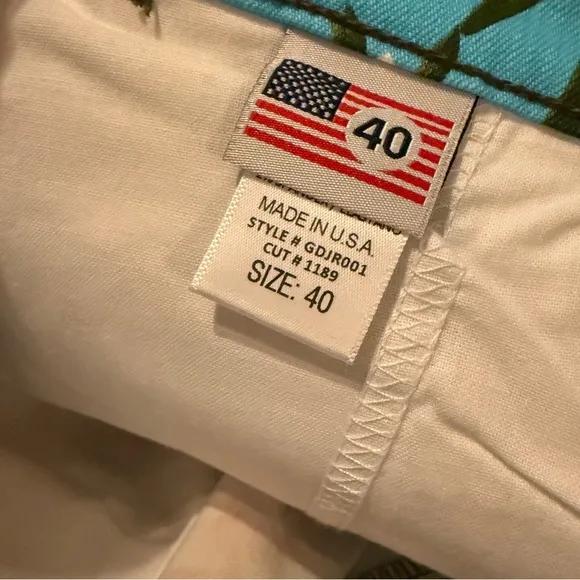 40
MADE IN U.S.A.
STYLE # GDJR001
CUT # 1189
SIZE: 40